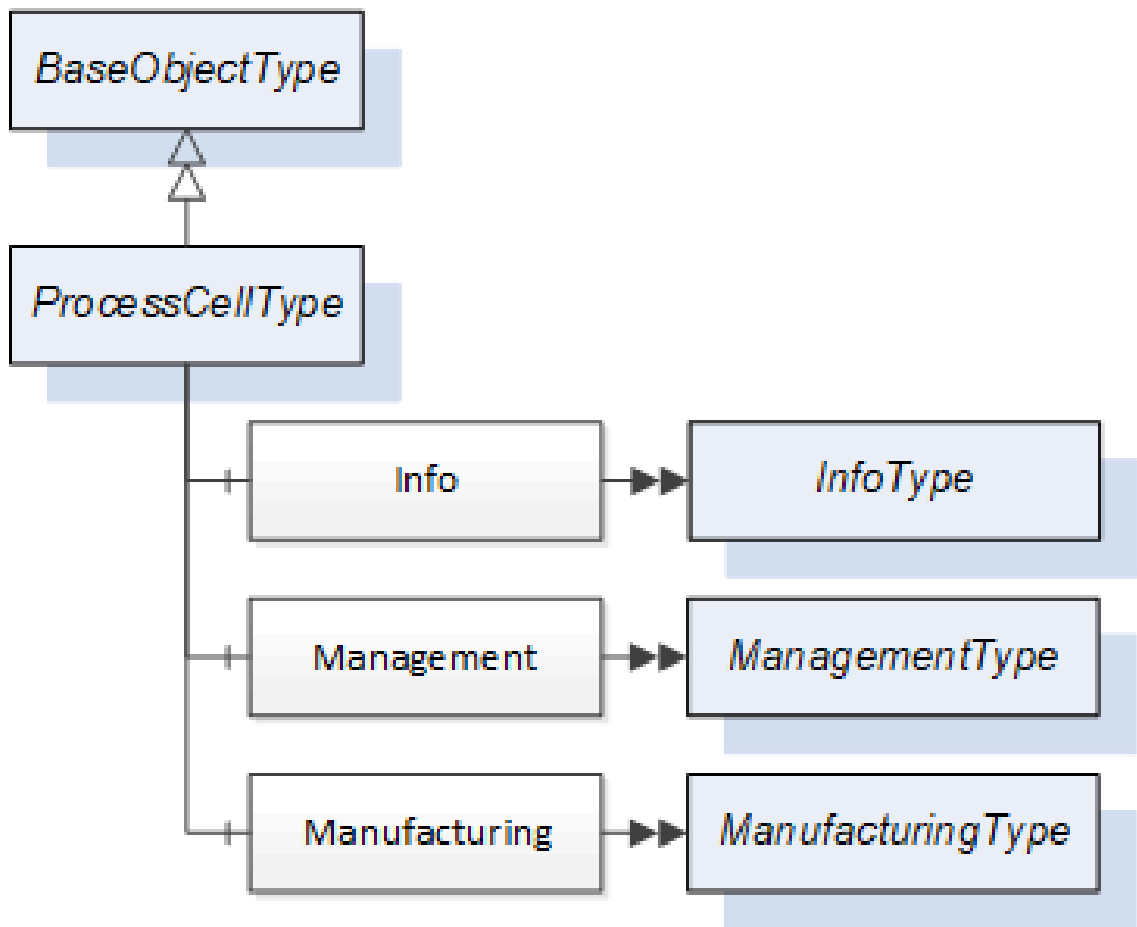 BaseObjectType
ProcessCellType
Info
InfoType
Management
ManagementType
Manufacturing
ManufacturingType